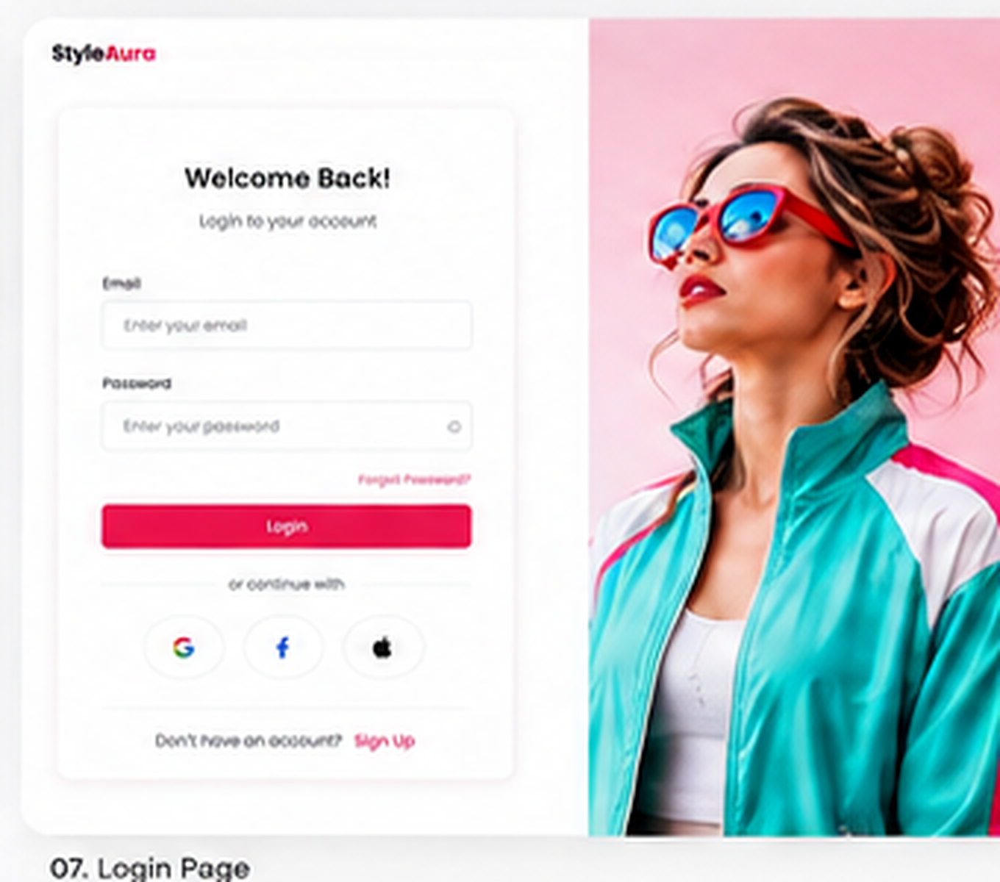 StyleAura
Welcome Back!
Login to your account
Email
Enter your email
Password
Enter your password
Forgot Password?
Login
or continue with
G
f
Don't have an account? Sign Up
07. Login Page